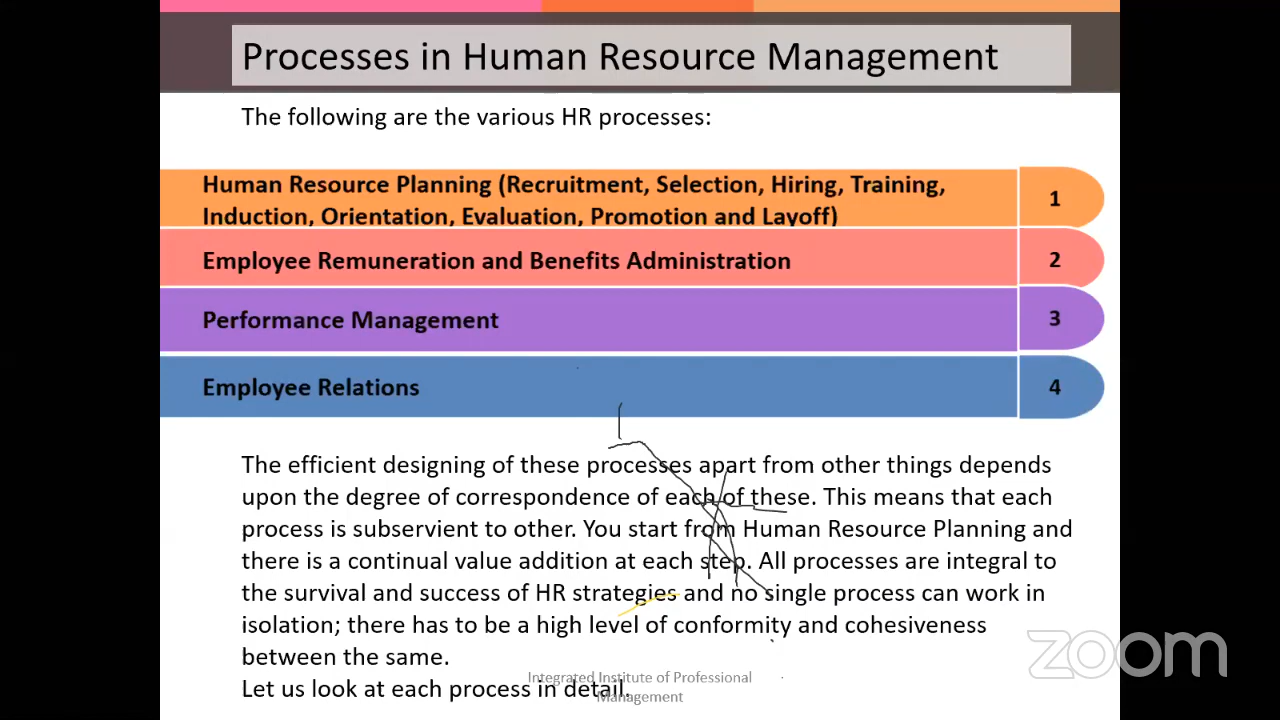 Processes in Human Resource Management
The following are the various HR processes:
Human Resource Planning (Recruitment, Selection, Hiring, Training, 1
Induction, Orientation, Evaluation, Promotion and Layoff)
Employee Remuneration and Benefits Administration 2
Performance Management 3
Employee Relations 4
The efficient designing of these processes apart from other things depends
upon the degree of correspondence of each of these. This means that each
process is subservient to other. You start from Human Resource Planning and
there is a continual value addition at each step. All processes are integral to
the survival and success of HR strategies and no single process can work in
isolation; there has to be a high level of conformity and cohesiveness
between the same.
Let us look at each process in detail.
Integrated Institute of Professional
Management
zoom